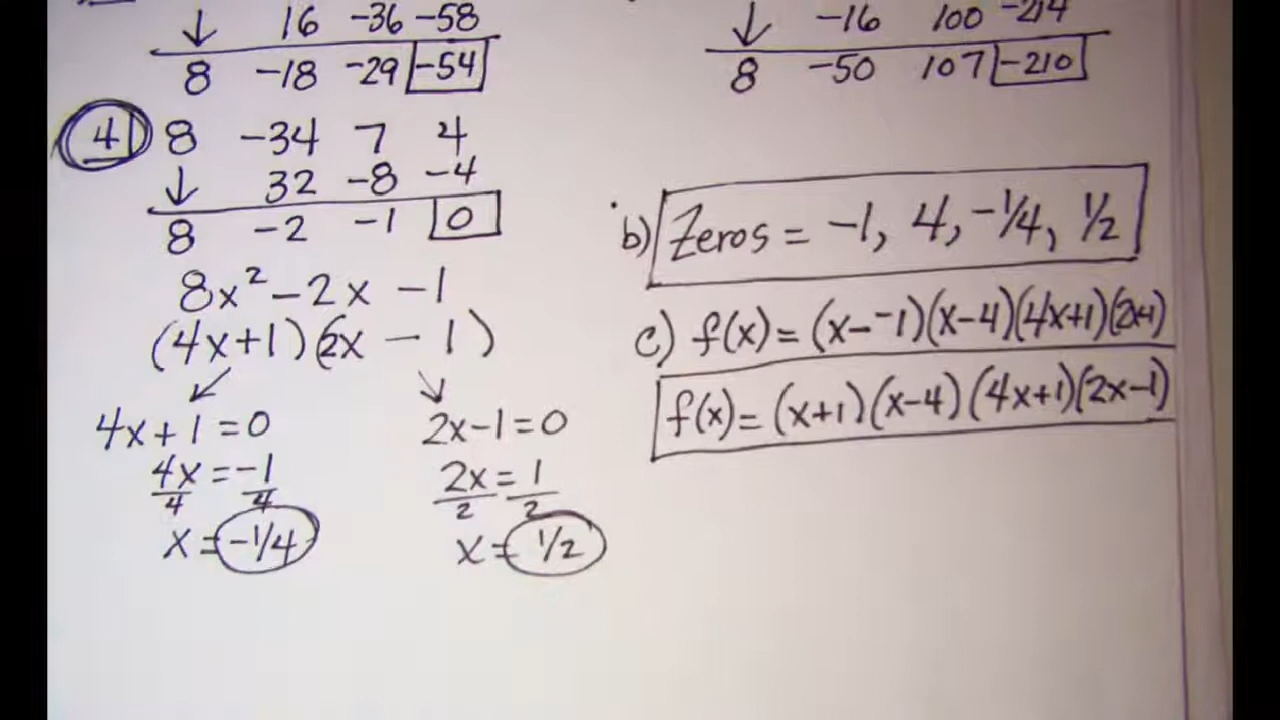 ↓ 16 -36 -58
8 -18 -29 -54
↓ -16 100 -214
8 -50 107 -210
4 8 -34 7 4
↓ 32 -8 -4
8 -2 -1 0
8x² - 2x - 1
(4x+1)(2x - 1)
4x+1=0
4x = -1
4 4
x = -1/4
2x-1=0
2x = 1
2 2
x = 1/2
b) Zeros = -1, 4, -1/4, 1/2
c) f(x) = (x--1)(x-4)(4x+1)
f(x) = (x+1)(x-4)(4x+1)(2x-1)